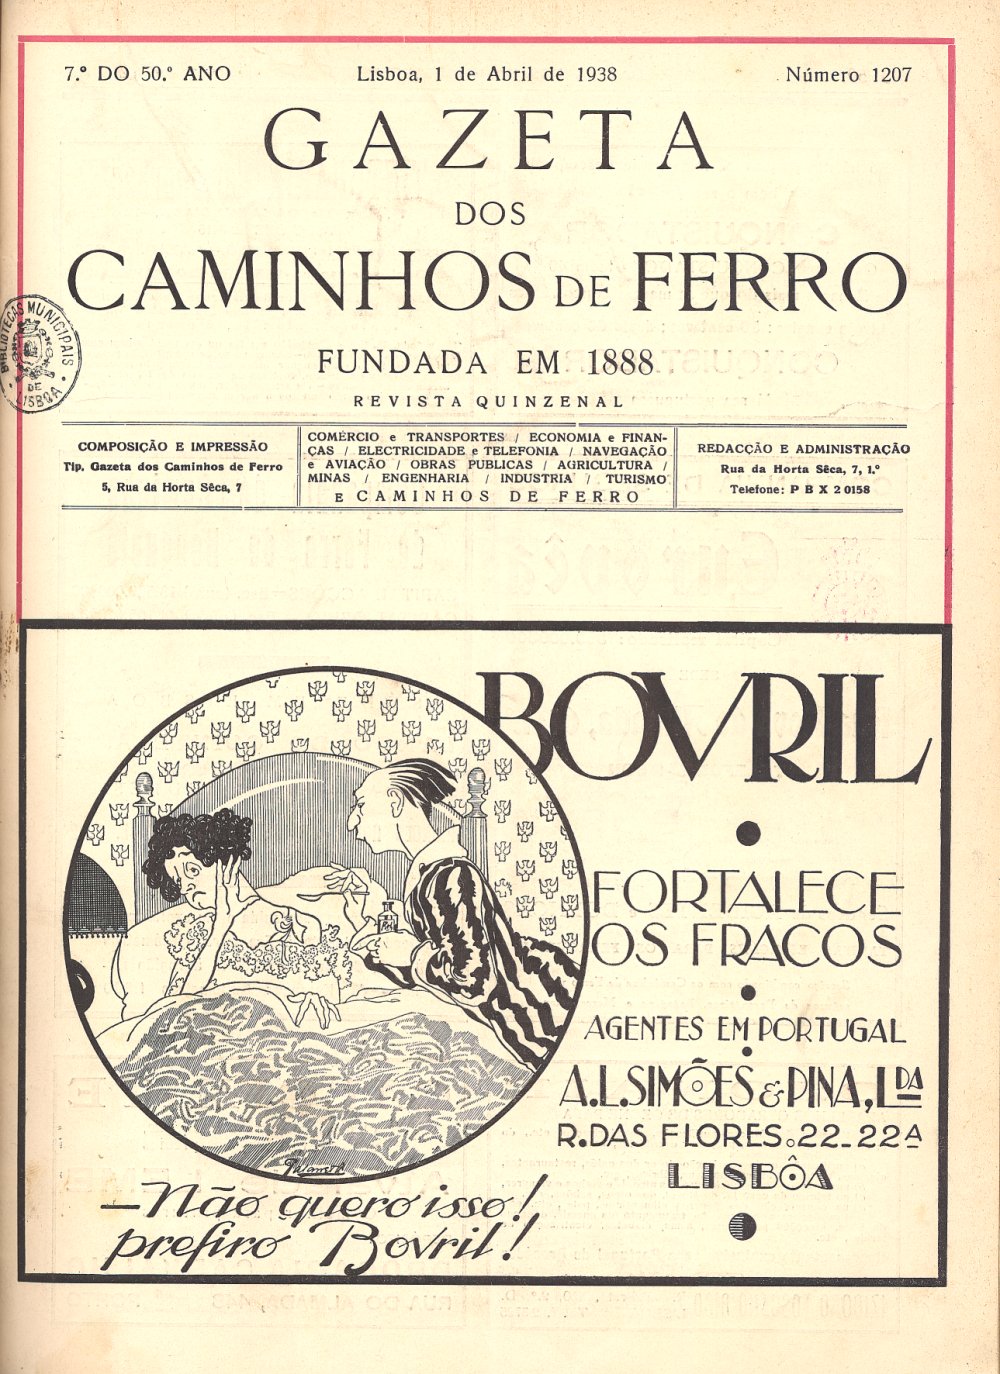 7.º DO 50.º ANO
Lisboa, 1 de Abril de 1938
Número 1207
GAZETA
DOS
CAMINHOS DE FERRO
FUNDADA EM 1888
REVISTA QUINZENAL
BIBLIOTECAS MUNICIPAIS
DE
LISBOA
COMPOSIÇÃO E IMPRESSÃO
Tip. Gazeta dos Caminhos de Ferro
5, Rua da Horta Sêca, 7
COMÉRCIO e TRANSPORTES / ECONOMIA e FINAN-
ÇAS / ELECTRICIDADE e TELEFONIA / NAVEGAÇÃO
e AVIAÇÃO / OBRAS PUBLICAS / AGRICULTURA /
MINAS / ENGENHARIA / INDUSTRIA / TURISMO
E CAMINHOS DE FERRO
REDACÇÃO E ADMINISTRAÇÃO
Rua da Horta Sêca, 7, 1.º
Telefone: P B X 2 0158
BOVRIL
FORTALECE
OS FRACOS
AGENTES EM PORTUGAL
A.L.SIMÕES & PINA, LDA
R. DAS FLORES. 22-22A
LISBÔA
—Não quero isso!
prefiro Bovril!